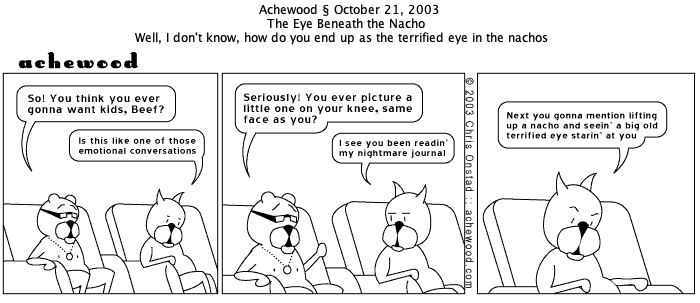 Achewood § October 21, 2003
The Eye Beneath the Nacho
Well, I don't know, how do you end up as the terrified eye in the nachos
achewood
So! You think you ever
gonna want kids, Beef?
Is this like one of those
emotional conversations
Seriously! You ever picture a
little one on your knee, same
face as you?
I see you been readin'
my nightmare journal
© 2003 Chris Onstad :: achewood.com
Next you gonna mention lifting
up a nacho and seein' a big old
terrified eye starin' at you